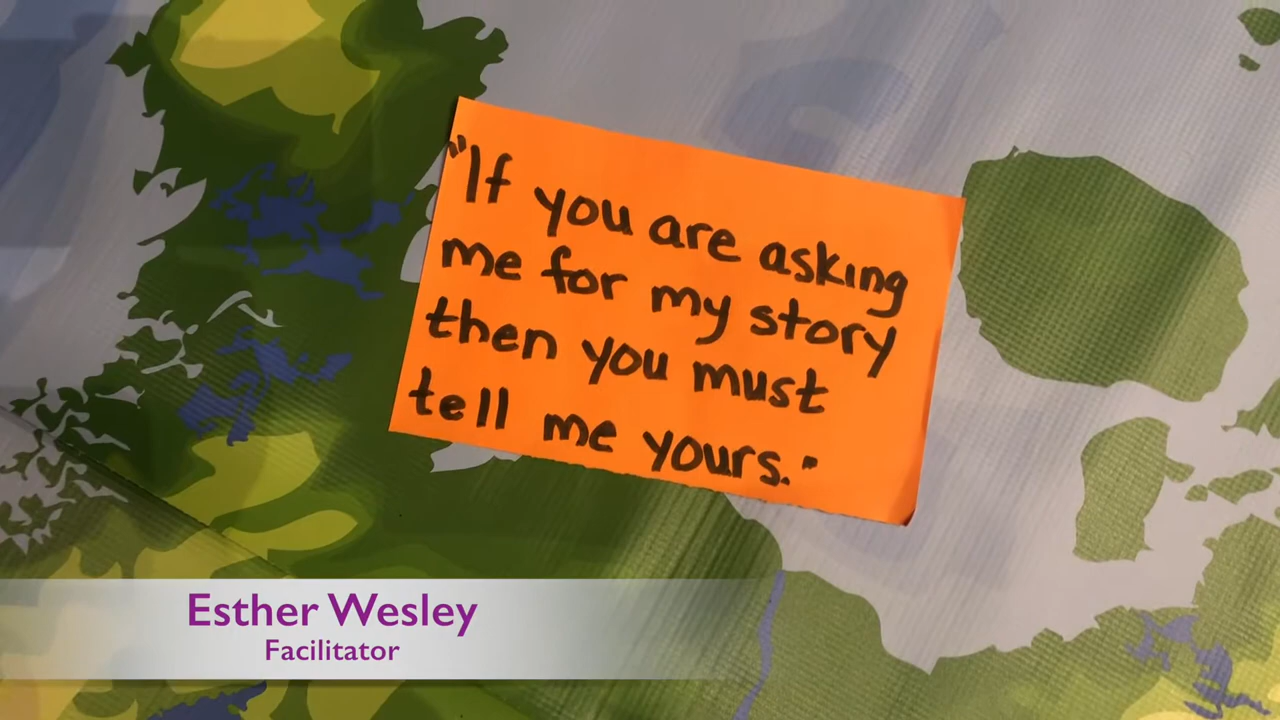 "If you are asking
me for my story
then you must
tell me yours."
Esther Wesley
Facilitator